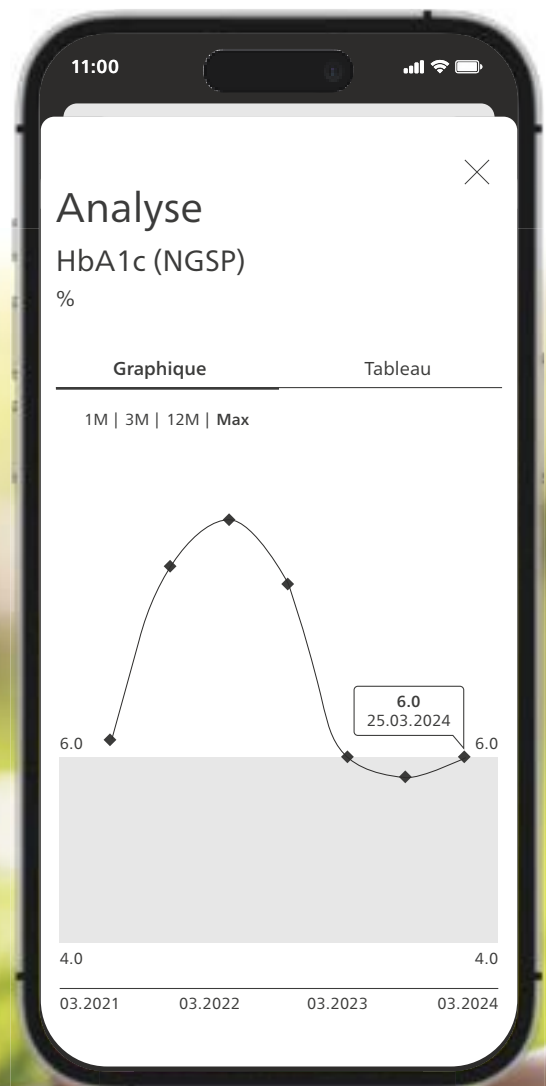 11:00
Analyse
HbA1c (NGSP)
%
Graphique Tableau
1M | 3M | 12M | Max
6.0
25.03.2024
6.0 6.0
4.0 4.0
03.2021 03.2022 03.2023 03.2024